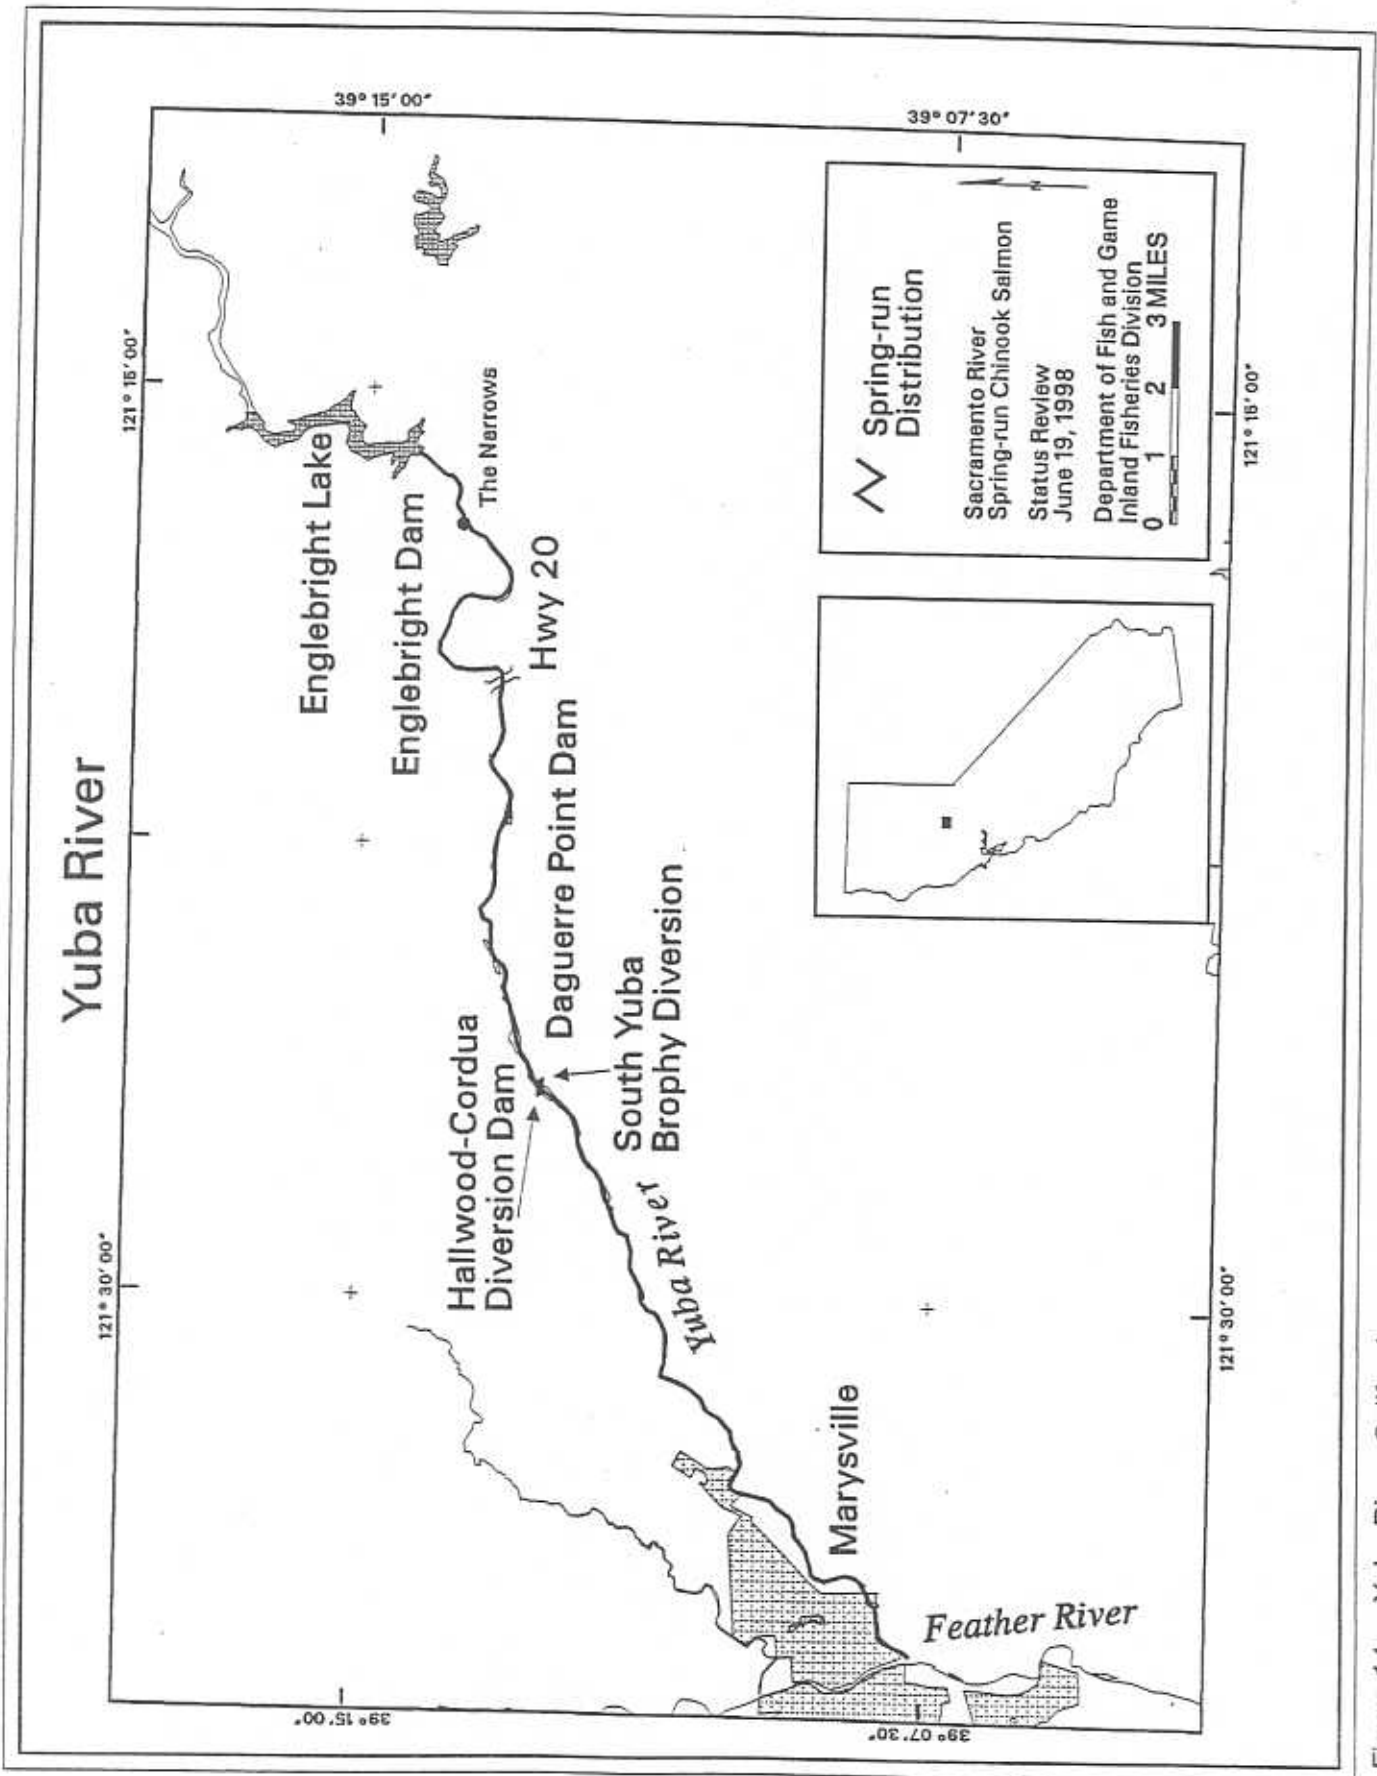 Yuba River
121° 30' 00"
121° 15' 00"
39° 15' 00"
39° 15' 00"
Englebright Lake
Englebright Dam
The Narrows
Hwy 20
Hallwood-Cordua
Diversion Dam
Daguerre Point Dam
South Yuba
Brophy Diversion
Yuba River
Marysville
Feather River
39° 07' 30"
39° 07' 30"
Spring-run
Distribution
N
Sacramento River
Spring-run Chinook Salmon
Status Review
June 19, 1998
Department of Fish and Game
Inland Fisheries Division
0 1 2 3 MILES
121° 30' 00"
121° 15' 00"